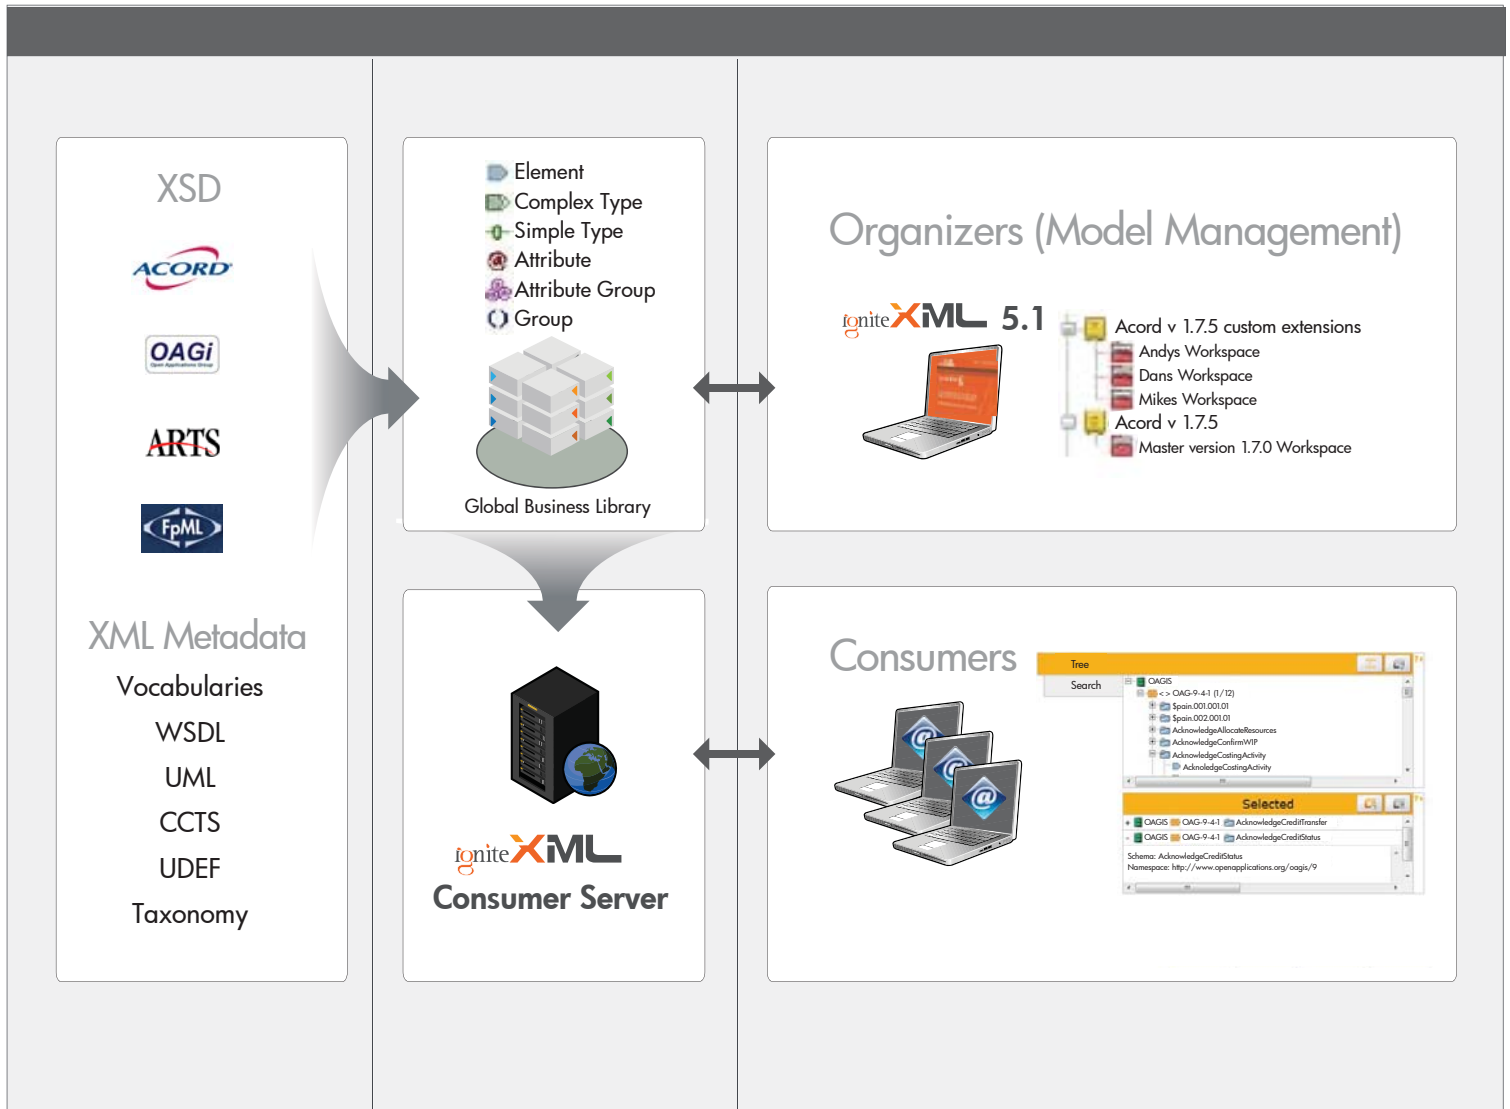 XSD
ACORD
OAGi
Open Applications Group
ARTS
FpML
XML Metadata
Vocabularies
WSDL
UML
CCTS
UDEF
Taxonomy
Element
Complex Type
Simple Type
Attribute
Attribute Group
Group
Global Business Library
igniteXML
Consumer Server
Organizers (Model Management)
igniteXML 5.1
Acord v 1.7.5 custom extensions
Andys Workspace
Dans Workspace
Mikes Workspace
Acord v 1.7.5
Master version 1.7.0 Workspace
Consumers
Tree
Search
OAGIS
<> OAG-9-4-1 (1/12)
$pain.001.001.01
$pain.002.001.01
AcknowledgeAllocateResources
AcknowledgeConfirmWIP
AcknowledgeCostingActivity
AcknoledgeCostingActivity
Selected
OAGIS OAG-9-4-1 AcknowledgeCreditTransfer
OAGIS OAG-9-4-1 AcknowledgeCreditStatus
Schema: AcknowledgeCreditStatus
Namespace: http://www.openapplications.org/oagis/9